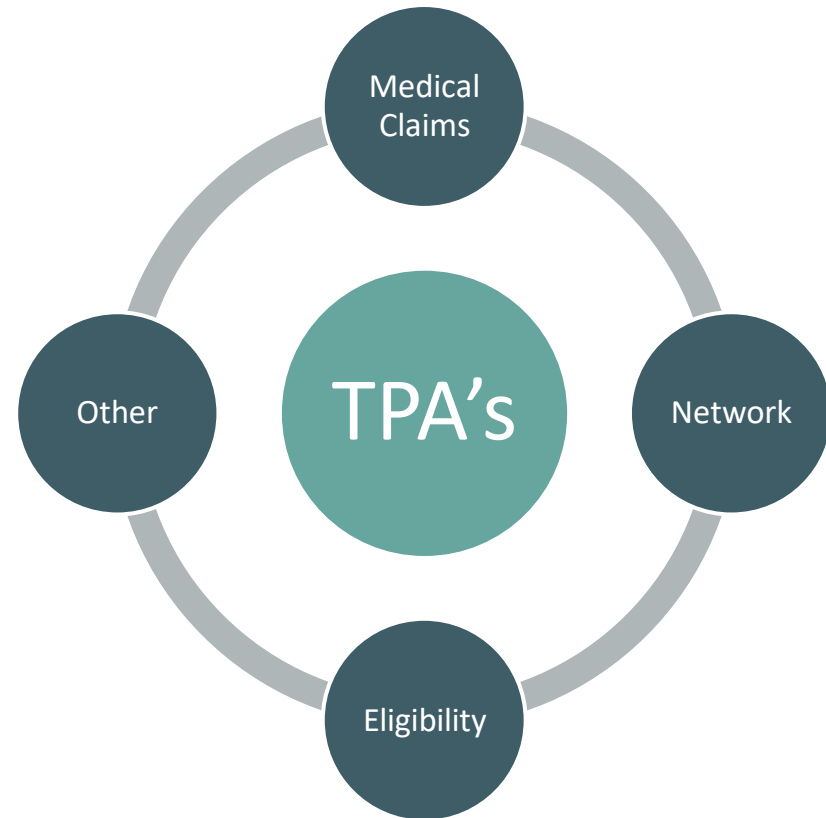 Medical
Claims
Other
TPA’s
Network
Eligibility